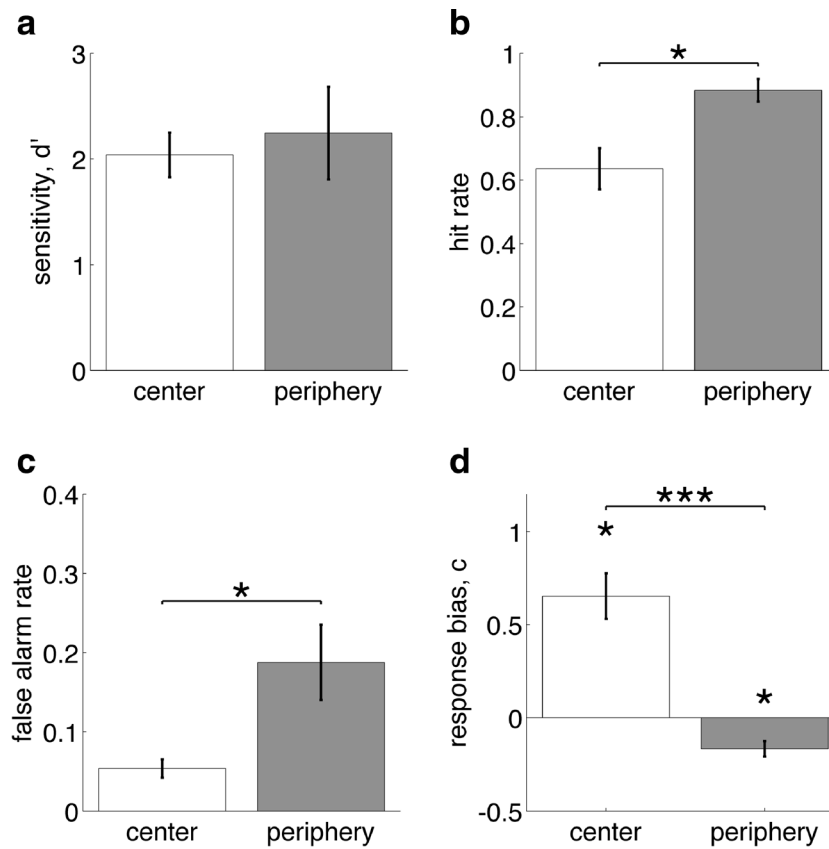 a
3
2
1
0
sensitivity, d'
center periphery
b
1
0.8
0.6
0.4
0.2
0
hit rate
*
center periphery
c
0.4
0.3
0.2
0.1
0
false alarm rate
*
center periphery
d
1
0.5
0
-0.5
response bias, c
***
*
*
center periphery